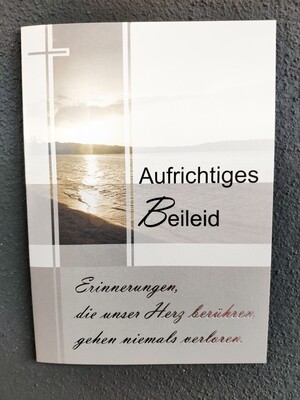 Aufrichtiges
Beileid
Erinnerungen,
die unser Herz berühren,
gehen niemals verloren.